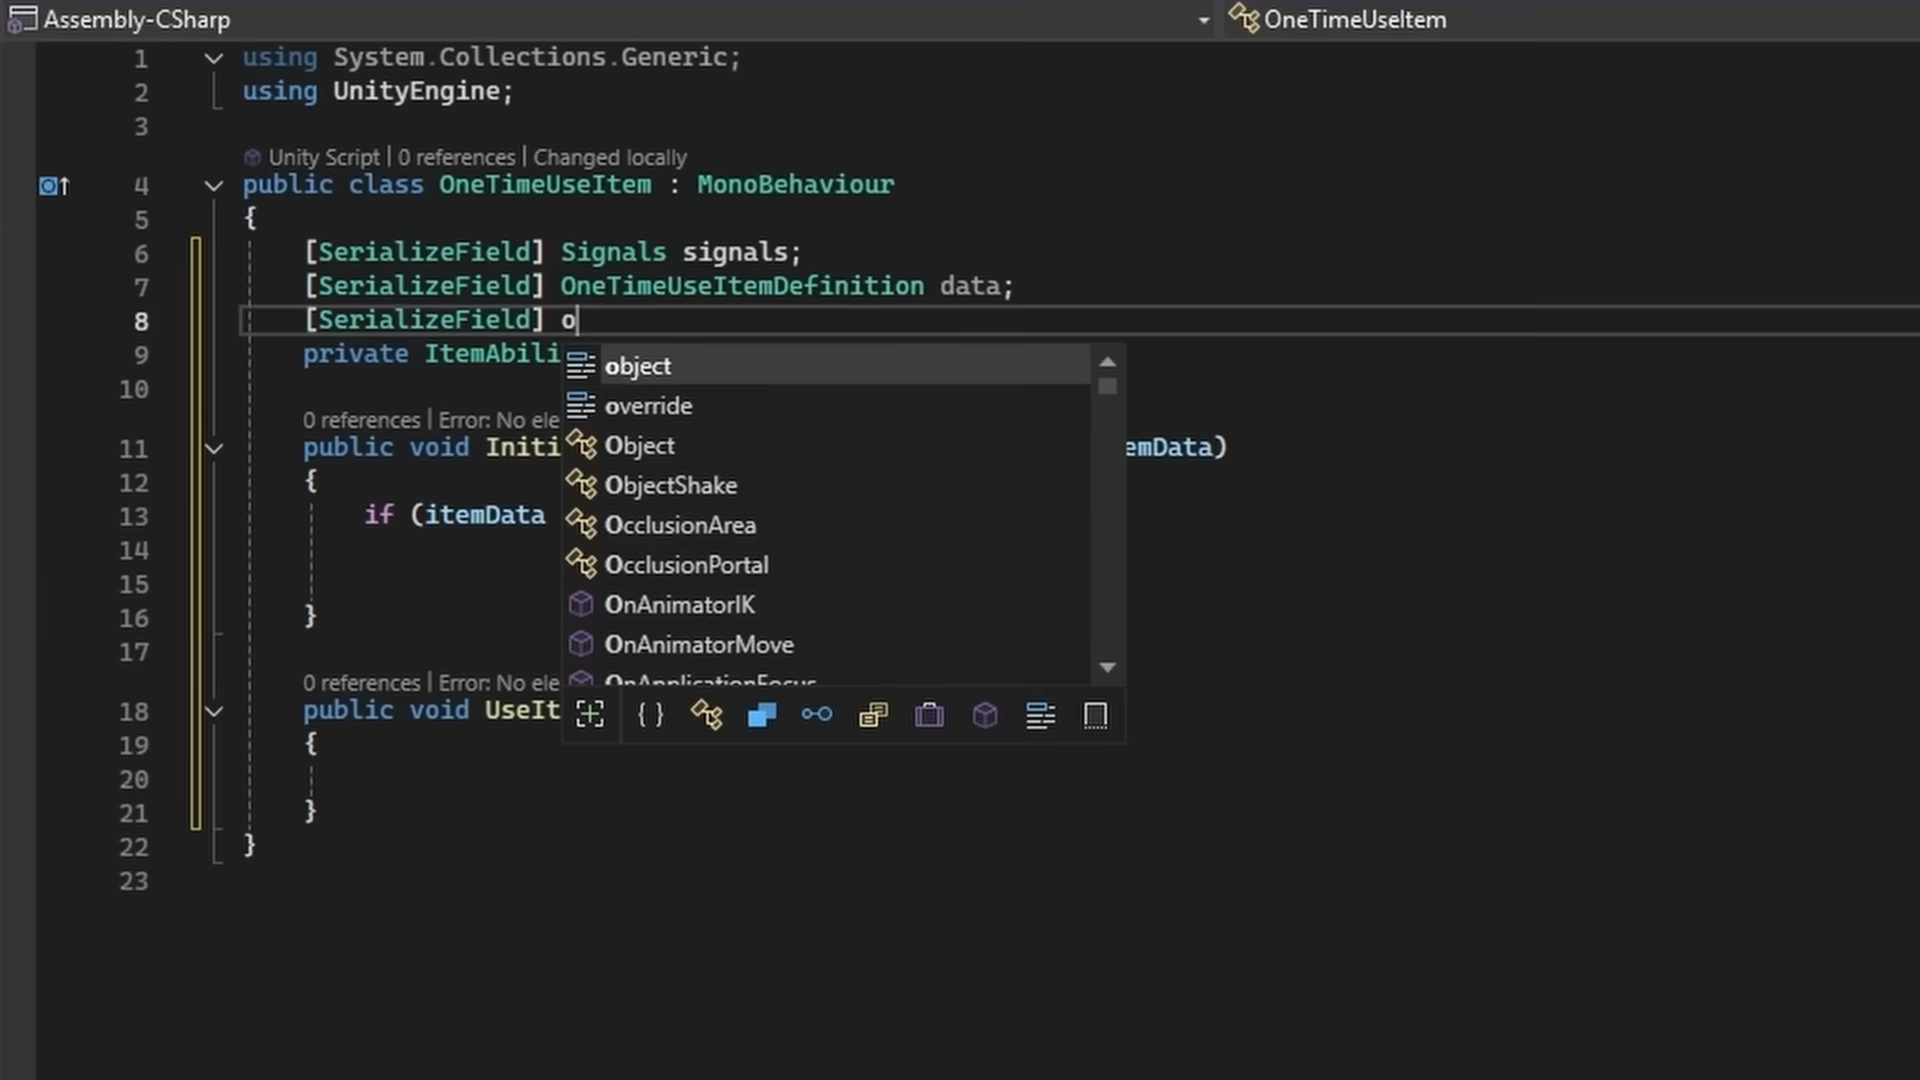 Assembly-CSharp
OneTimeUseItem
1 using System.Collections.Generic;
2 using UnityEngine;
3
Unity Script | 0 references | Changed locally
4 public class OneTimeUseItem : MonoBehaviour
5 {
6 [SerializeField] Signals signals;
7 [SerializeField] OneTimeUseItemDefinition data;
8 [SerializeField] o
9 private ItemAbili
10
0 references | Error: No ele
11 public void Initi emData)
12 {
13 if (itemData
14
15
16 }
17
0 references | Error: No ele
18 public void UseIt
19 {
20
21 }
22 }
23
object
override
Object
ObjectShake
OcclusionArea
OcclusionPortal
OnAnimatorIK
OnAnimatorMove
OnApplicationFocus